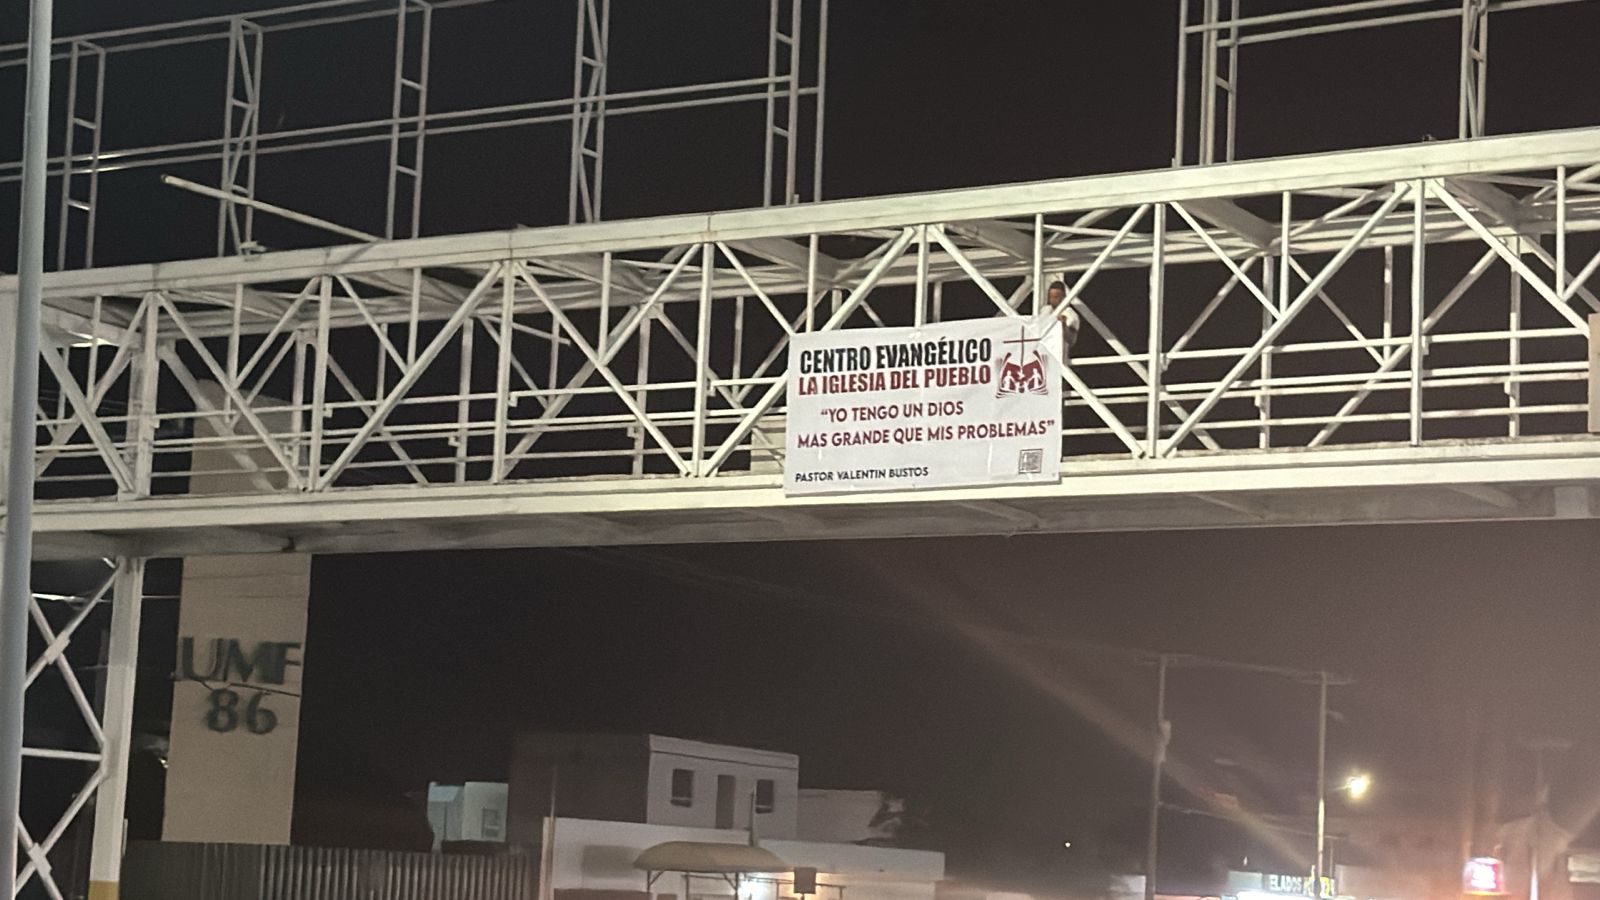 CENTRO EVANGÉLICO
LA IGLESIA DEL PUEBLO
“YO TENGO UN DIOS
MAS GRANDE QUE MIS PROBLEMAS”
PASTOR VALENTIN BUSTOS
UMF
86
ELADOS